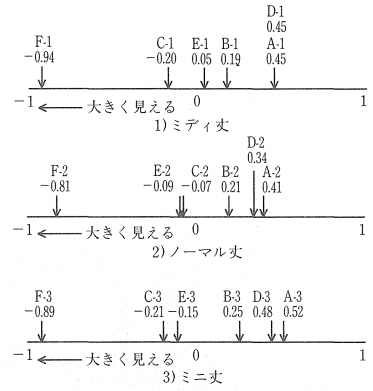 D-1
0.45
F-1 C-1 E-1 B-1 A-1
−0.94 −0.20 0.05 0.19 0.45
−1 大きく見える 0 1
1) ミディ丈
D-2
0.34
F-2 E-2 C-2 B-2 A-2
−0.81 −0.09 −0.07 0.21 0.41
−1 大きく見える 0 1
2) ノーマル丈
F-3 C-3 E-3 B-3 D-3 A-3
−0.89 −0.21 −0.15 0.25 0.48 0.52
−1 大きく見える 0 1
3) ミニ丈